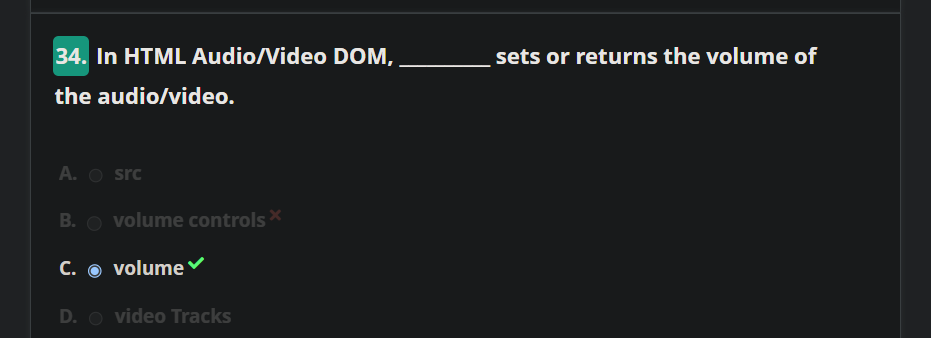 34. In HTML Audio/Video DOM, __________ sets or returns the volume of
the audio/video.
A. src
B. volume controls
C. volume
D. video Tracks